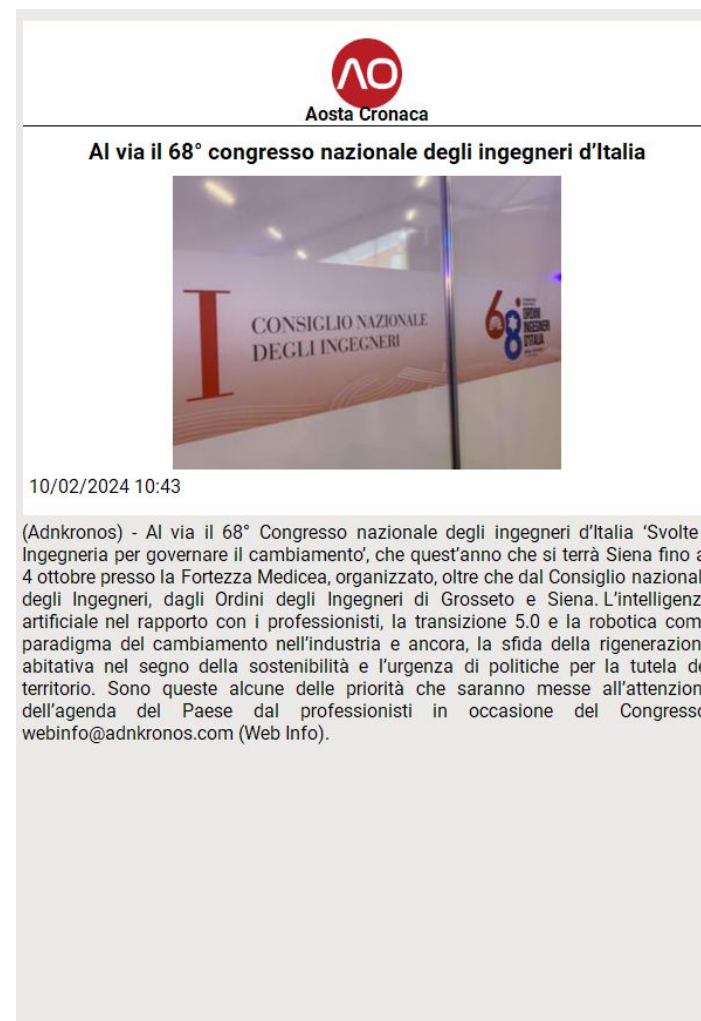 AO
Aosta Cronaca
Al via il 68° congresso nazionale degli ingegneri d'Italia
I
CONSIGLIO NAZIONALE
DEGLI INGEGNERI
68°
ORDINI
INGEGNERI
D'ITALIA
10/02/2024 10:43
(Adnkronos) - Al via il 68° Congresso nazionale degli ingegneri d'Italia ‘Svolte
Ingegneria per governare il cambiamento’, che quest'anno che si terrà Siena fino a
4 ottobre presso la Fortezza Medicea, organizzato, oltre che dal Consiglio nazional
degli Ingegneri, dagli Ordini degli Ingegneri di Grosseto e Siena. L'intelligenz
artificiale nel rapporto con i professionisti, la transizione 5.0 e la robotica com
paradigma del cambiamento nell'industria e ancora, la sfida della rigenerazion
abitativa nel segno della sostenibilità e l'urgenza di politiche per la tutela de
territorio. Sono queste alcune delle priorità che saranno messe all'attenzion
dell'agenda del Paese dal professionisti in occasione del Congresso
webinfo@adnkronos.com (Web Info).